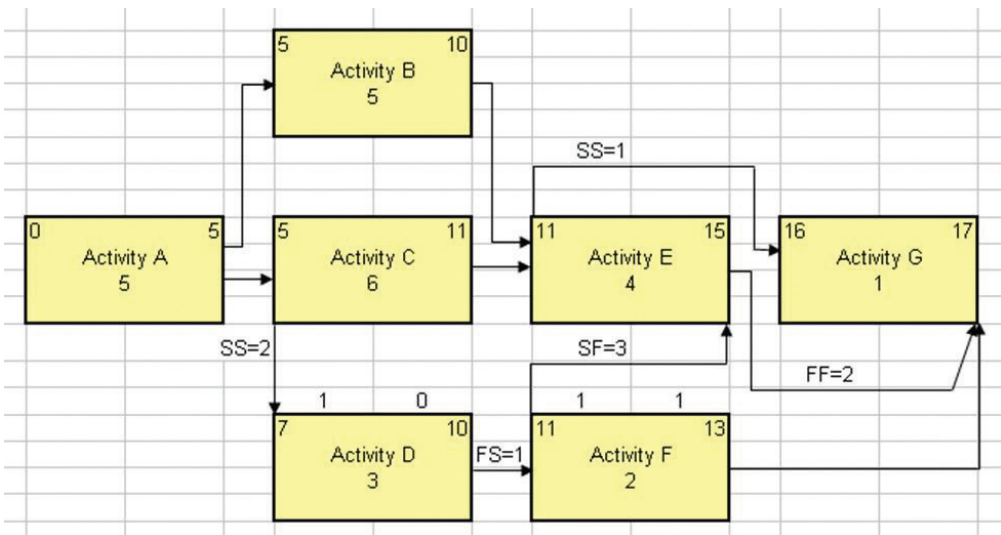 5 10
Activity B
5
SS=1
0 5
Activity A
5
5 11
Activity C
6
11 15
Activity E
4
16 17
Activity G
1
SS=2
SF=3
FF=2
1 0
1 1
7 10
Activity D
3
FS=1
11 13
Activity F
2